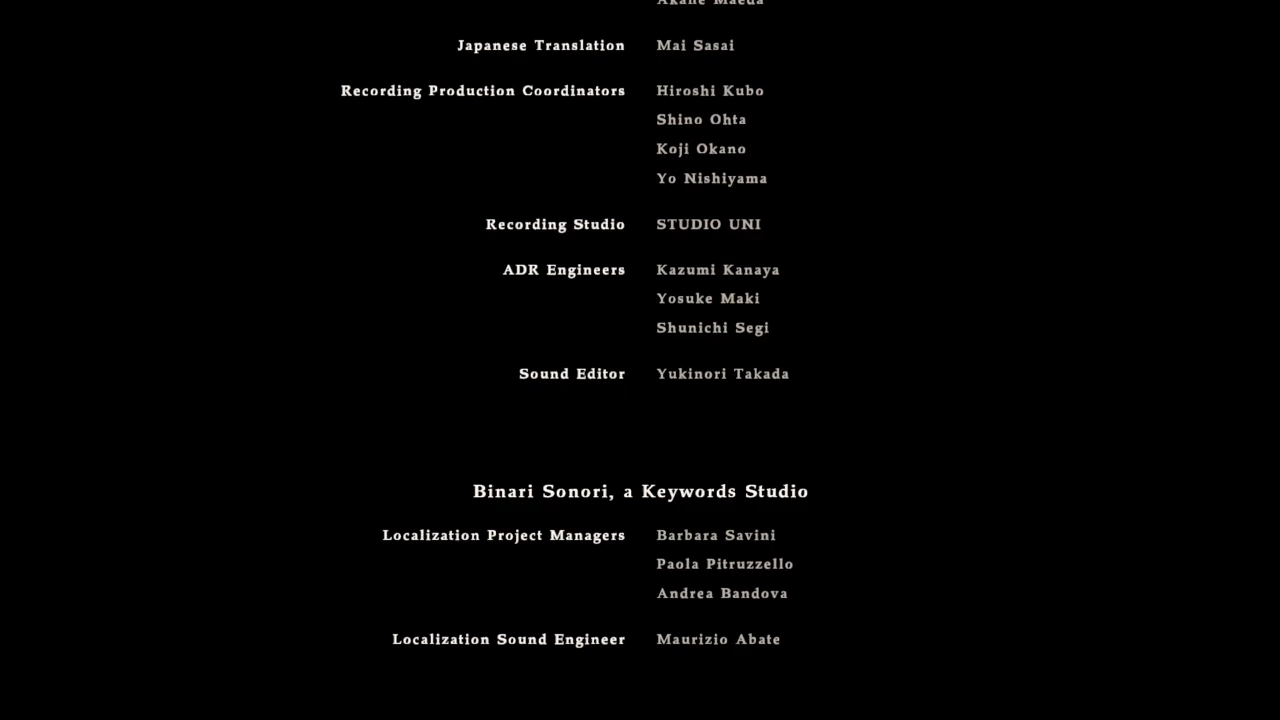 Akane Maeda
Japanese Translation Mai Sasai
Recording Production Coordinators Hiroshi Kubo
Shino Ohta
Koji Okano
Yo Nishiyama
Recording Studio STUDIO UNI
ADR Engineers Kazumi Kanaya
Yosuke Maki
Shunichi Segi
Sound Editor Yukinori Takada
Binari Sonori, a Keywords Studio
Localization Project Managers Barbara Savini
Paola Pitruzzello
Andrea Bandova
Localization Sound Engineer Maurizio Abate